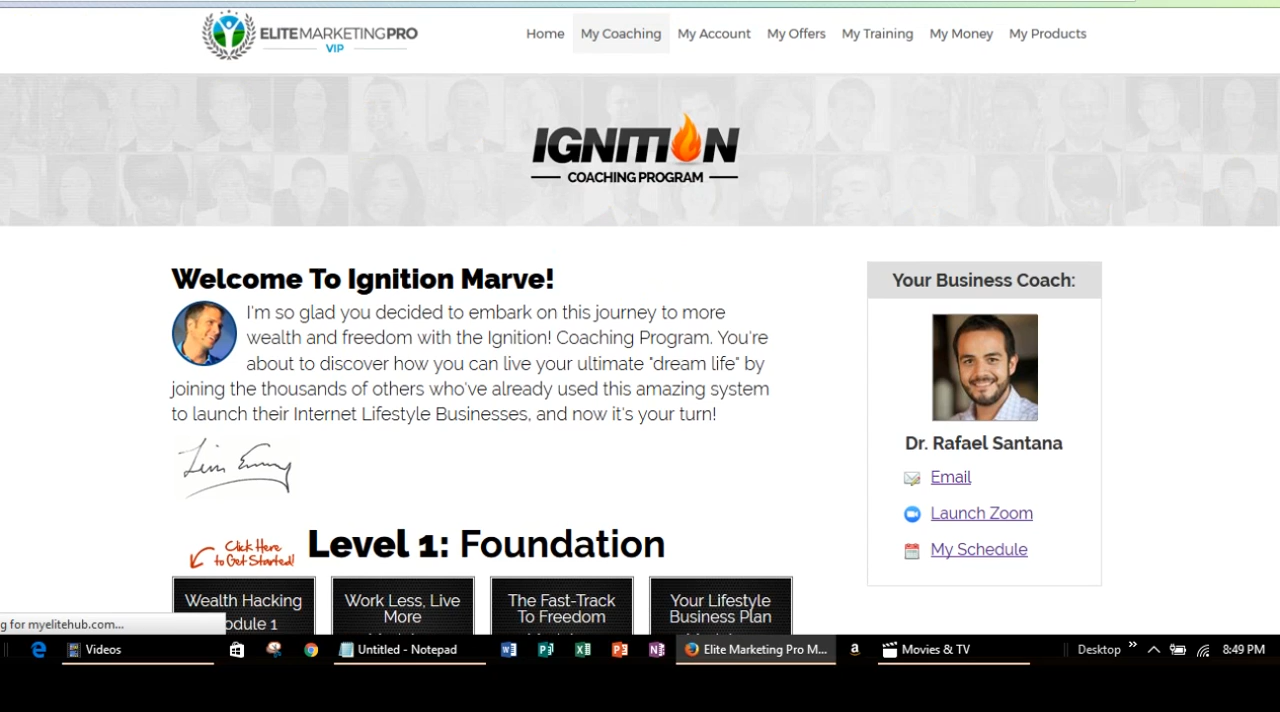 ELITEMARKETINGPRO
VIP
Home My Coaching My Account My Offers My Training My Money My Products
IGNITION
COACHING PROGRAM
Welcome To Ignition Marve!
I'm so glad you decided to embark on this journey to more
wealth and freedom with the Ignition! Coaching Program. You're
about to discover how you can live your ultimate "dream life" by
joining the thousands of others who've already used this amazing system
to launch their Internet Lifestyle Businesses, and now it's your turn!
Your Business Coach:
Dr. Rafael Santana
Email
Launch Zoom
My Schedule
Click Here
to Get Started!
Level 1: Foundation
Wealth Hacking
odule 1
Work Less, Live
More
The Fast-Track
To Freedom
Your Lifestyle
Business Plan
g for myelitehub.com...
Videos
Untitled - Notepad
Elite Marketing Pro M...
Movies & TV
Desktop
8:49 PM